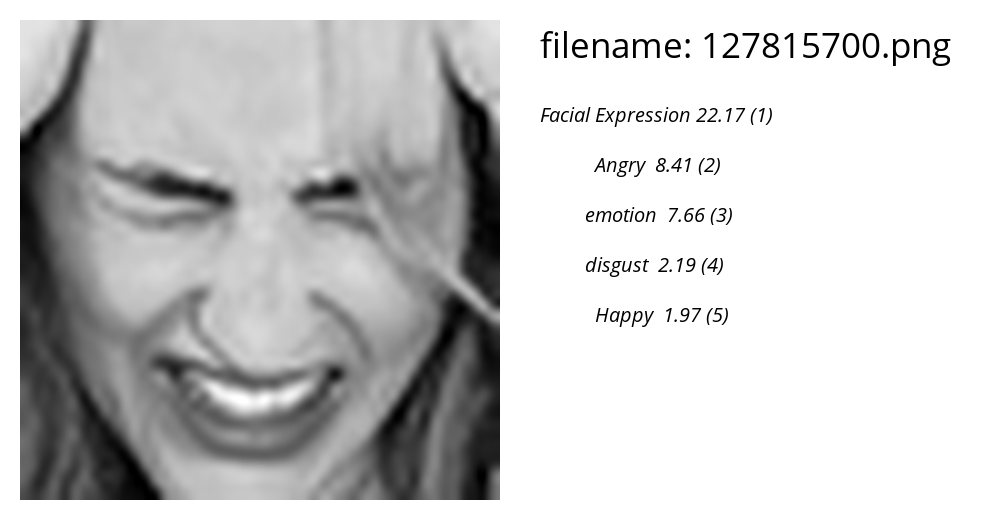 filename: 127815700.png
Facial Expression 22.17 (1)
Angry 8.41 (2)
emotion 7.66 (3)
disgust 2.19 (4)
Happy 1.97 (5)